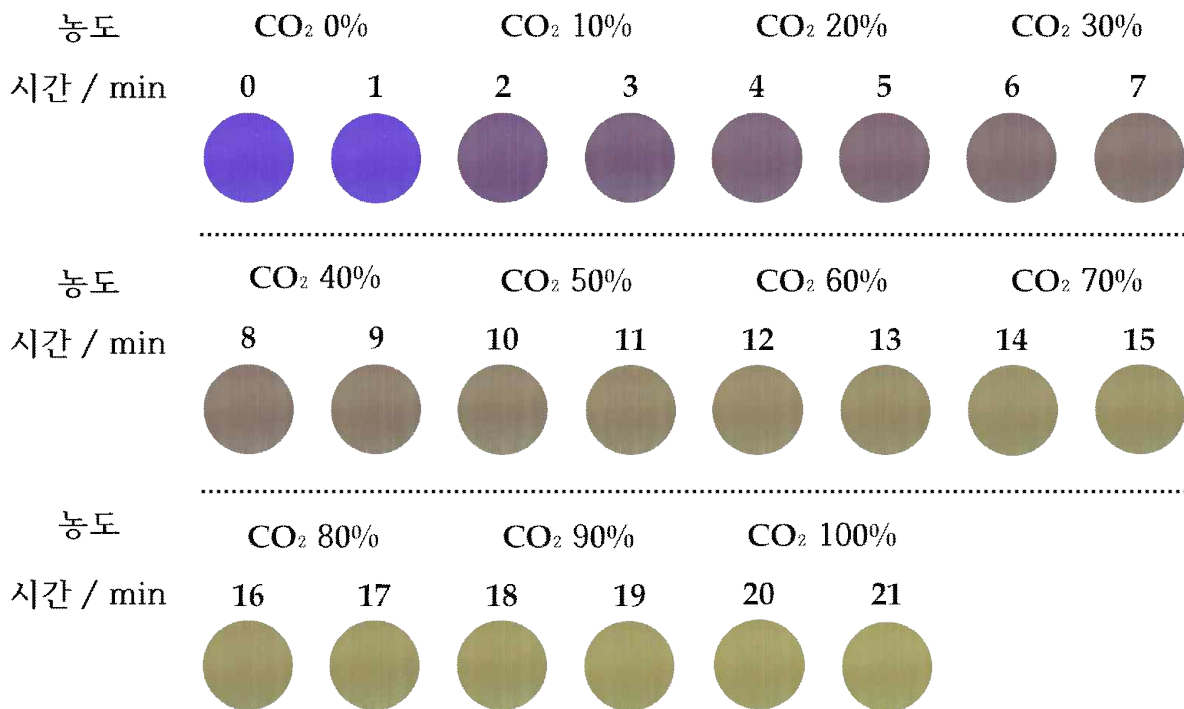 농도 CO₂ 0% CO₂ 10% CO₂ 20% CO₂ 30%
시간 / min 0 1 2 3 4 5 6 7
농도 CO₂ 40% CO₂ 50% CO₂ 60% CO₂ 70%
시간 / min 8 9 10 11 12 13 14 15
농도 CO₂ 80% CO₂ 90% CO₂ 100%
시간 / min 16 17 18 19 20 21